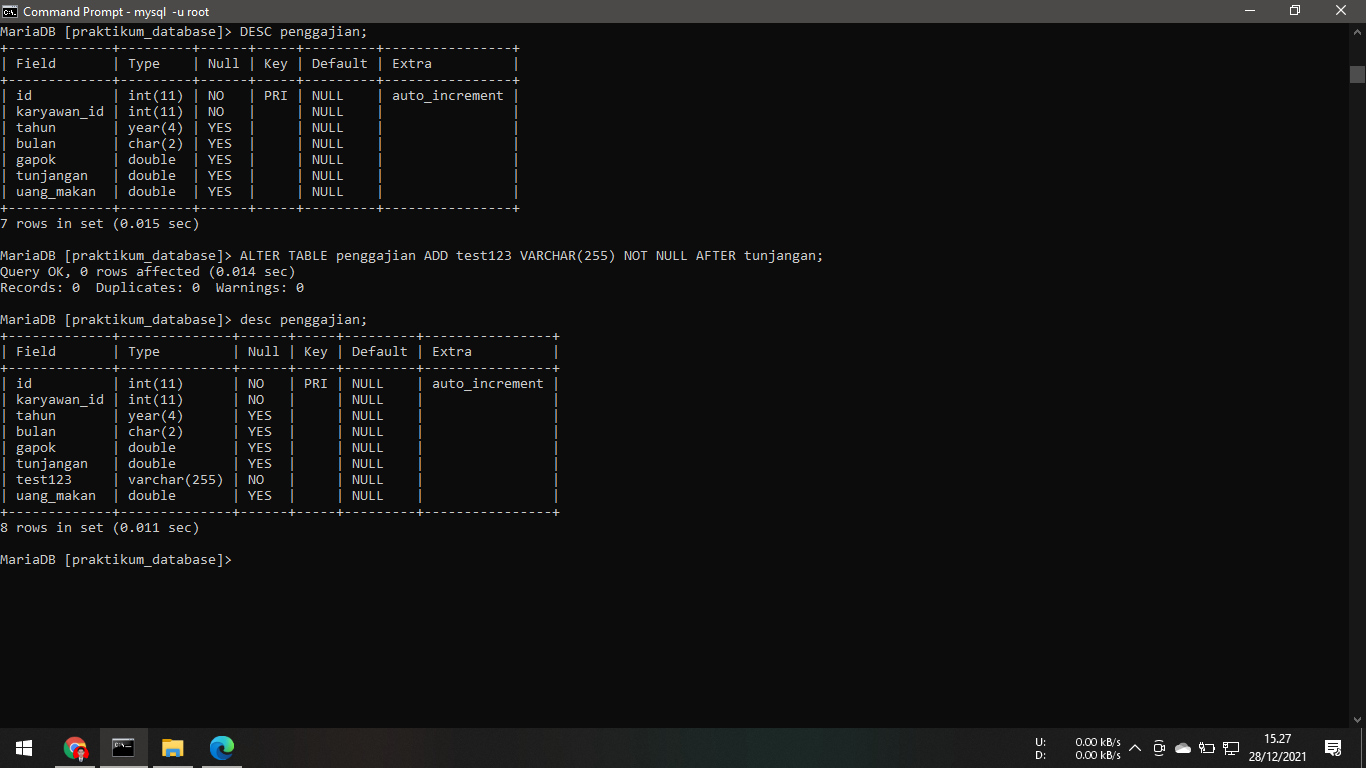 Command Prompt - mysql -u root
MariaDB [praktikum_database]> DESC penggajian;
+-------------+---------+------+-----+---------+----------------+
| Field       | Type    | Null | Key | Default | Extra          |
+-------------+---------+------+-----+---------+----------------+
| id          | int(11) | NO   | PRI | NULL    | auto_increment |
| karyawan_id | int(11) | NO   |     | NULL    |                |
| tahun       | year(4) | YES  |     | NULL    |                |
| bulan       | char(2) | YES  |     | NULL    |                |
| gapok       | double  | YES  |     | NULL    |                |
| tunjangan   | double  | YES  |     | NULL    |                |
| uang_makan  | double  | YES  |     | NULL    |                |
+-------------+---------+------+-----+---------+----------------+
7 rows in set (0.015 sec)
MariaDB [praktikum_database]> ALTER TABLE penggajian ADD test123 VARCHAR(255) NOT NULL AFTER tunjangan;
Query OK, 0 rows affected (0.014 sec)
Records: 0  Duplicates: 0  Warnings: 0
MariaDB [praktikum_database]> desc penggajian;
+-------------+--------------+------+-----+---------+----------------+
| Field       | Type         | Null | Key | Default | Extra          |
+-------------+--------------+------+-----+---------+----------------+
| id          | int(11)      | NO   | PRI | NULL    | auto_increment |
| karyawan_id | int(11)      | NO   |     | NULL    |                |
| tahun       | year(4)      | YES  |     | NULL    |                |
| bulan       | char(2)      | YES  |     | NULL    |                |
| gapok       | double       | YES  |     | NULL    |                |
| tunjangan   | double       | YES  |     | NULL    |                |
| test123     | varchar(255) | NO   |     | NULL    |                |
| uang_makan  | double       | YES  |     | NULL    |                |
+-------------+--------------+------+-----+---------+----------------+
8 rows in set (0.011 sec)
MariaDB [praktikum_database]>
U: 0.00 kB/s
D: 0.00 kB/s
15.27
28/12/2021